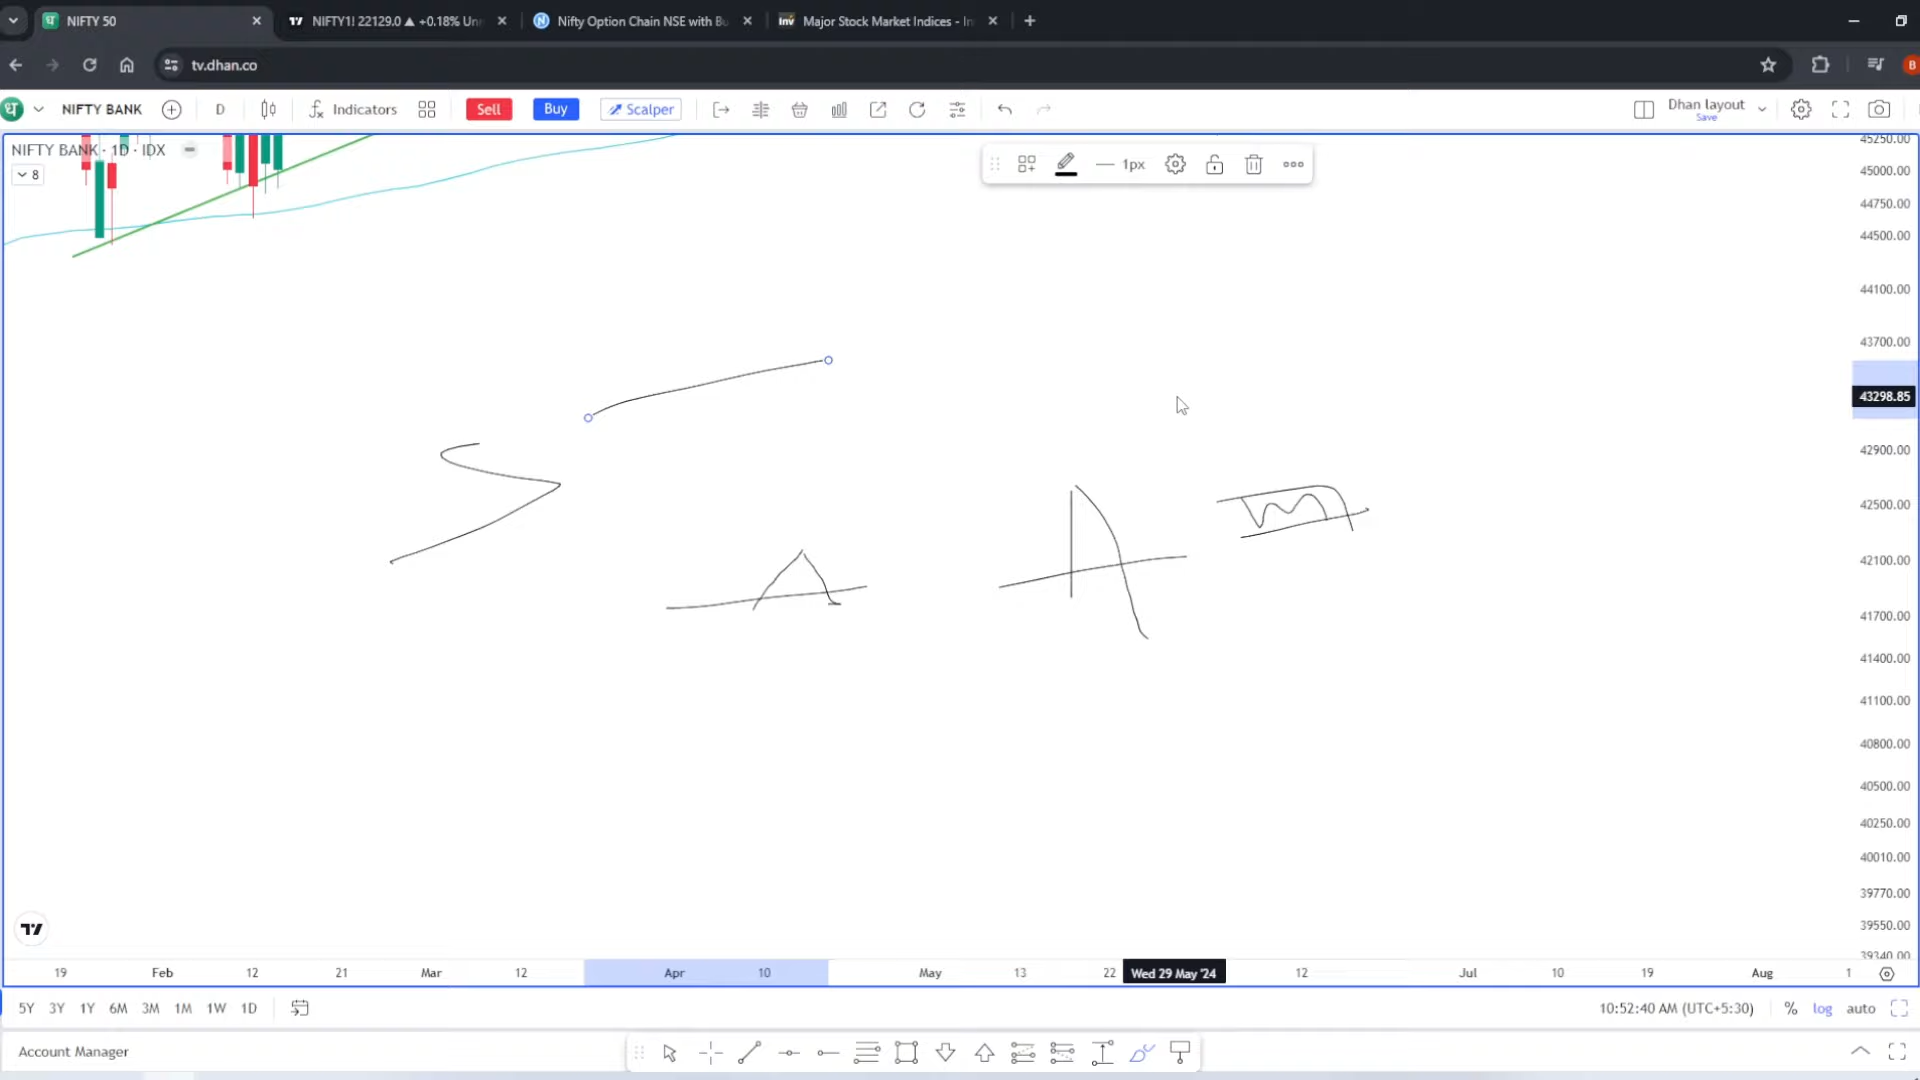 NIFTY 50
NIFTY1! 22129.0 ▲ +0.18% Un
Nifty Option Chain NSE with Bu
Inv Major Stock Market Indices - In
tv.dhan.co
B
NIFTY BANK D Indicators Sell Buy Scalper Dhan layout
Save
NIFTY BANK · 1D · IDX
8
1px
45250.00
45000.00
44750.00
44500.00
44100.00
43700.00
43298.85
42900.00
42500.00
42100.00
41700.00
41400.00
41100.00
40800.00
40500.00
40250.00
40010.00
39770.00
39550.00
39340.00
19 Feb 12 21 Mar 12 Apr 10 May 13 22 Wed 29 May '24 12 Jul 10 19 Aug 1
5Y 3Y 1Y 6M 3M 1M 1W 1D 10:52:40 AM (UTC+5:30) % log auto
Account Manager